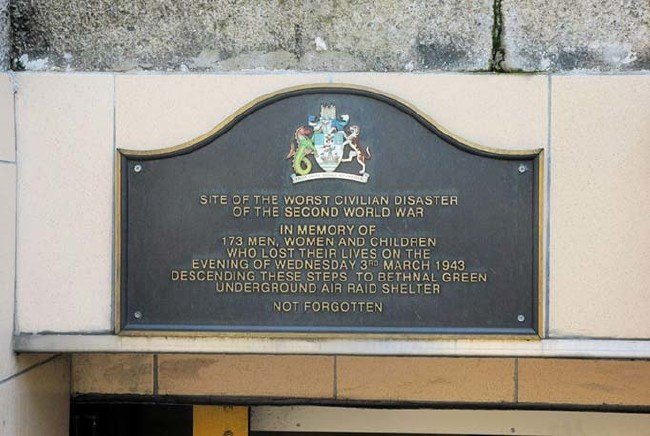 SITE OF THE WORST CIVILIAN DISASTER
OF THE SECOND WORLD WAR
IN MEMORY OF
173 MEN, WOMEN AND CHILDREN
WHO LOST THEIR LIVES ON THE
EVENING OF WEDNESDAY 3RD MARCH 1943
DESCENDING THESE STEPS TO BETHNAL GREEN
UNDERGROUND AIR RAID SHELTER
NOT FORGOTTEN